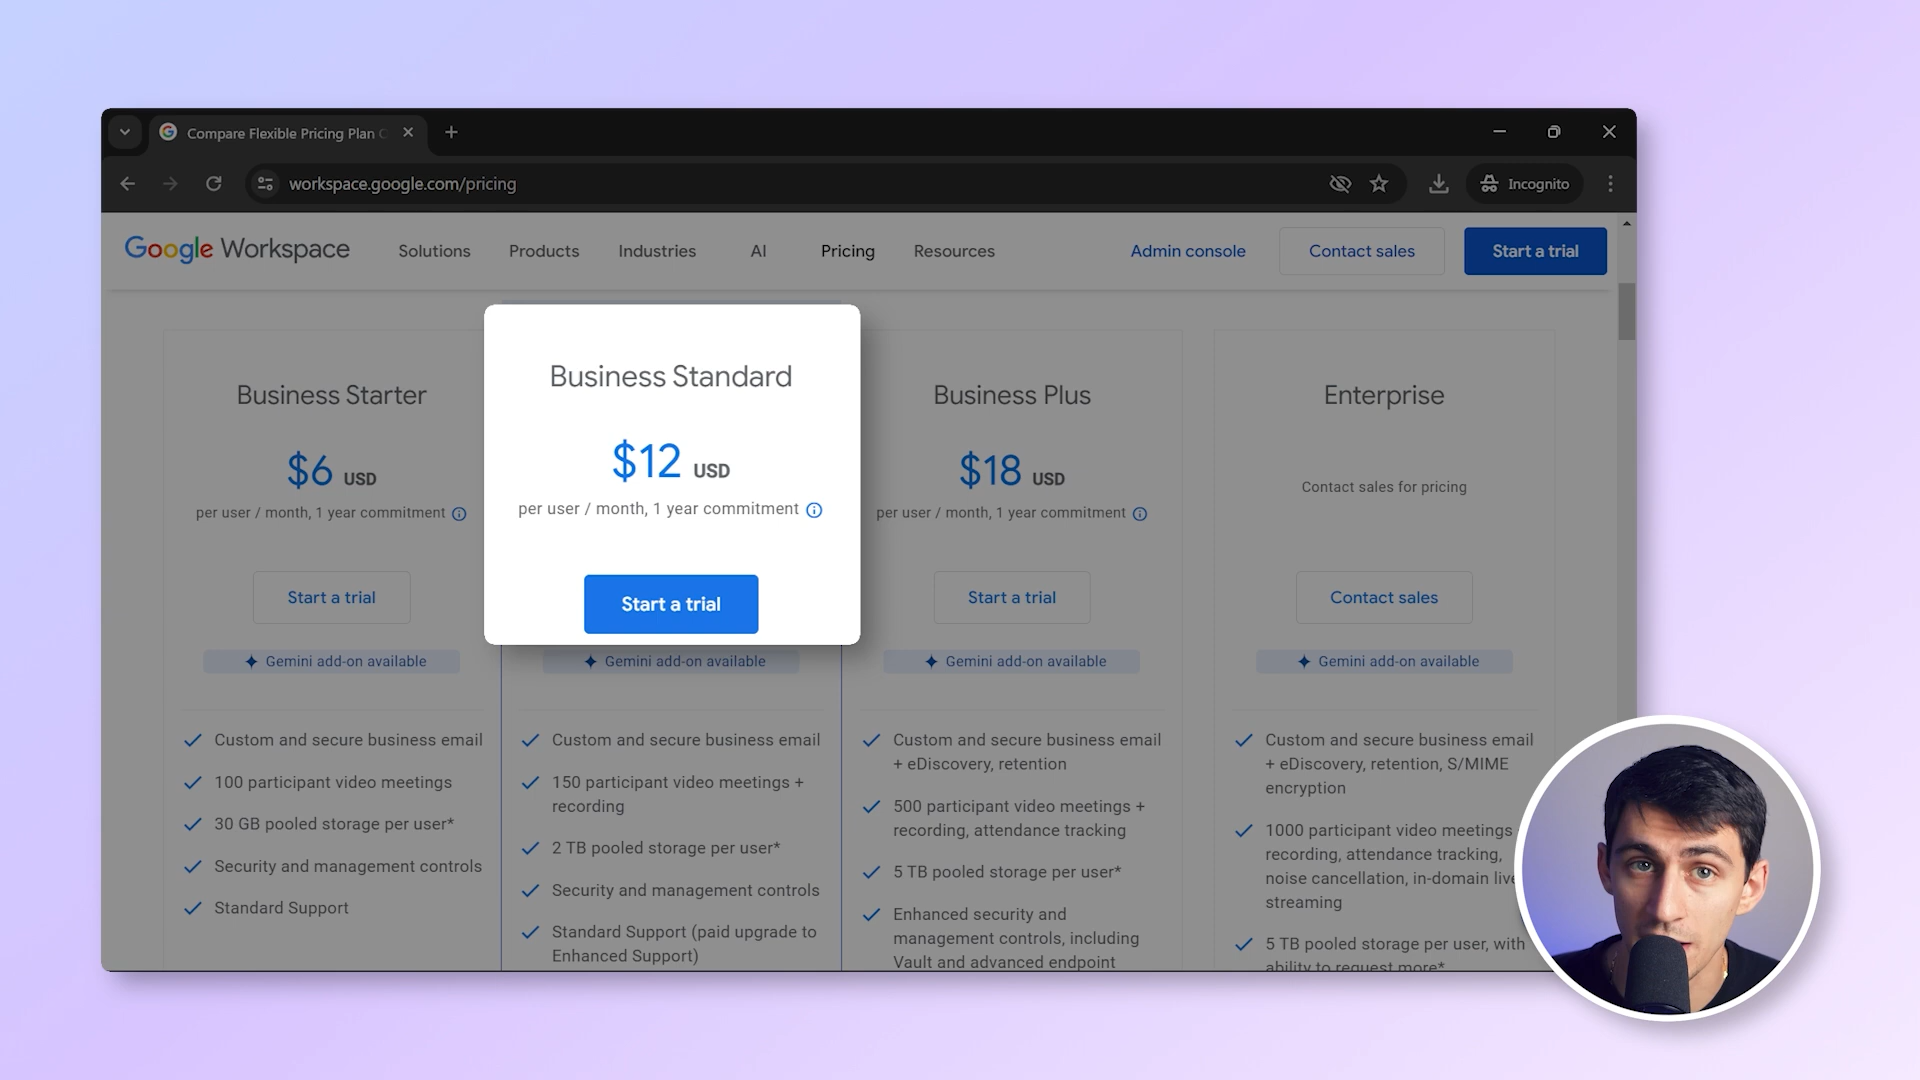 Compare Flexible Pricing Plan
workspace.google.com/pricing
Incognito
Google Workspace
Solutions
Products
Industries
AI
Pricing
Resources
Admin console
Contact sales
Start a trial
Business Starter
$6 USD
per user / month, 1 year commitment
Start a trial
Gemini add-on available
Custom and secure business email
100 participant video meetings
30 GB pooled storage per user*
Security and management controls
Standard Support
Business Standard
$12 USD
per user / month, 1 year commitment
Start a trial
Gemini add-on available
Custom and secure business email
150 participant video meetings +
recording
2 TB pooled storage per user*
Security and management controls
Standard Support (paid upgrade to
Enhanced Support)
Business Plus
$18 USD
per user / month, 1 year commitment
Start a trial
Gemini add-on available
Custom and secure business email
+ eDiscovery, retention
500 participant video meetings +
recording, attendance tracking
5 TB pooled storage per user*
Enhanced security and
management controls, including
Vault and advanced endpoint
Enterprise
Contact sales for pricing
Contact sales
Gemini add-on available
Custom and secure business email
+ eDiscovery, retention, S/MIME
encryption
1000 participant video meetings
recording, attendance tracking,
noise cancellation, in-domain live
streaming
5 TB pooled storage per user, with
ability to request more*